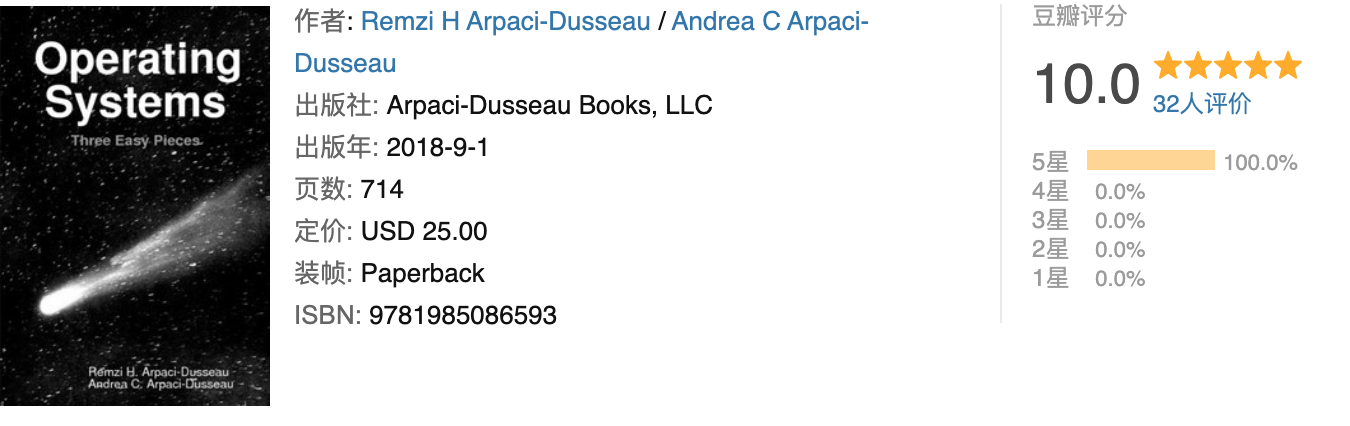 Operating
Systems
Three Easy Pieces
Remzi H. Arpaci-Dusseau
Andrea C. Arpaci-Dusseau
作者: Remzi H Arpaci-Dusseau / Andrea C Arpaci-
Dusseau
出版社: Arpaci-Dusseau Books, LLC
出版年: 2018-9-1
页数: 714
定价: USD 25.00
装帧: Paperback
ISBN: 9781985086593
豆瓣评分
10.0
32人评价
5星 100.0%
4星 0.0%
3星 0.0%
2星 0.0%
1星 0.0%